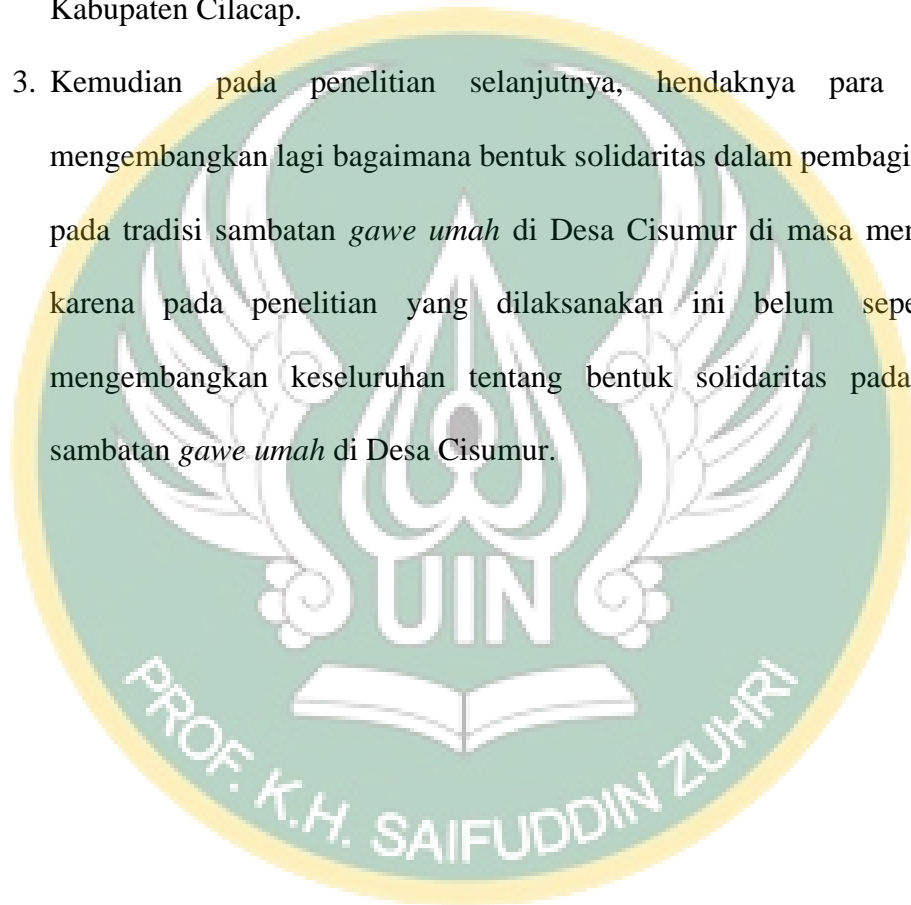 Kabupaten Cilacap.
3. Kemudian pada penelitian selanjutnya, hendaknya para
mengembangkan lagi bagaimana bentuk solidaritas dalam pembagi
pada tradisi sambatan gawe umah di Desa Cisumur di masa men
karena pada penelitian yang dilaksanakan ini belum sepe
mengembangkan keseluruhan tentang bentuk solidaritas pada
sambatan gawe umah di Desa Cisumur.
UIN
PROF. K.H. SAIFUDDIN ZUHRI